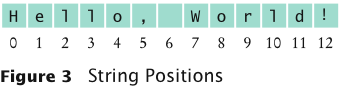 H e l l o , W o r l d !
0 1 2 3 4 5 6 7 8 9 10 11 12
Figure 3 String Positions